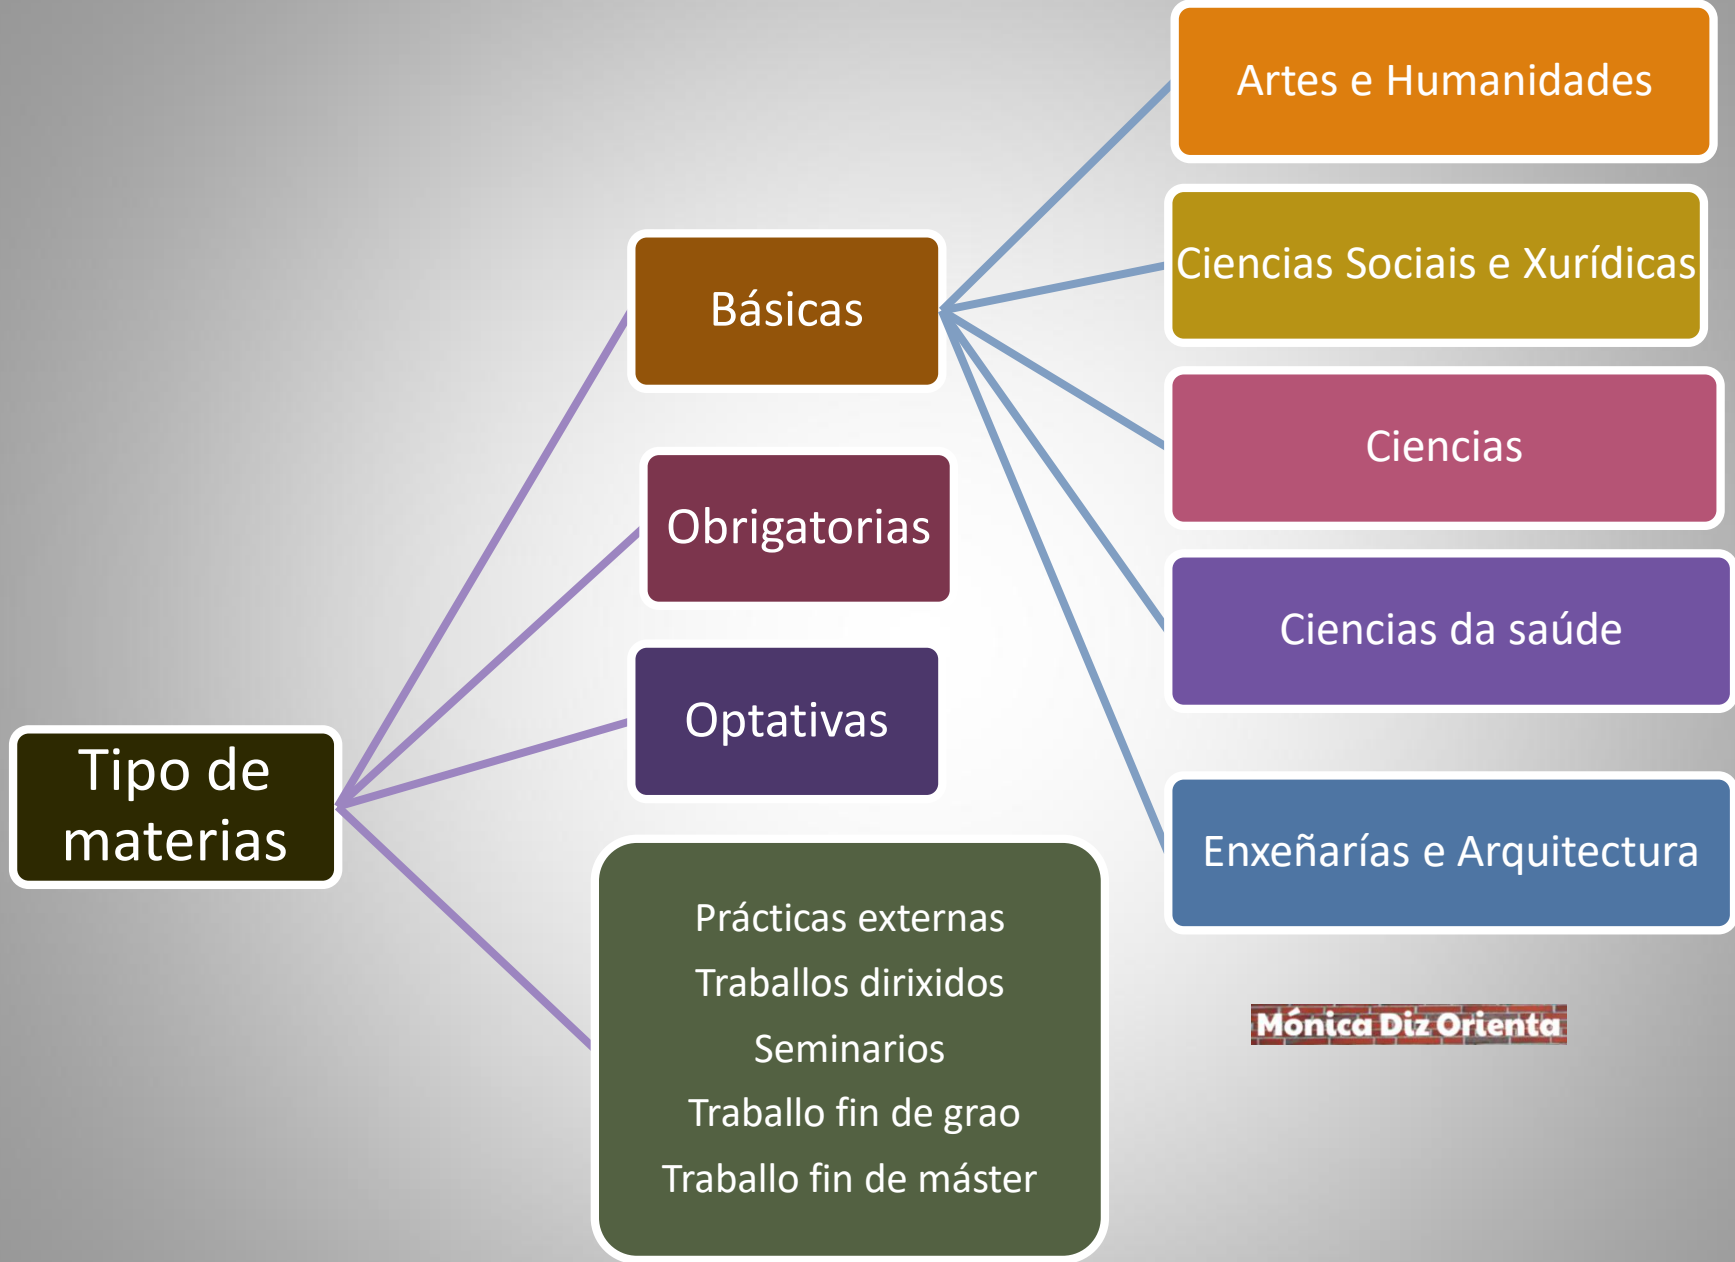 Tipo de
materias
Básicas
Obrigatorias
Optativas
Prácticas externas
Traballos dirixidos
Seminarios
Traballo fin de grao
Traballo fin de máster
Artes e Humanidades
Ciencias Sociais e Xurídicas
Ciencias
Ciencias da saúde
Enxeñarías e Arquitectura
Mónica Diz Orienta